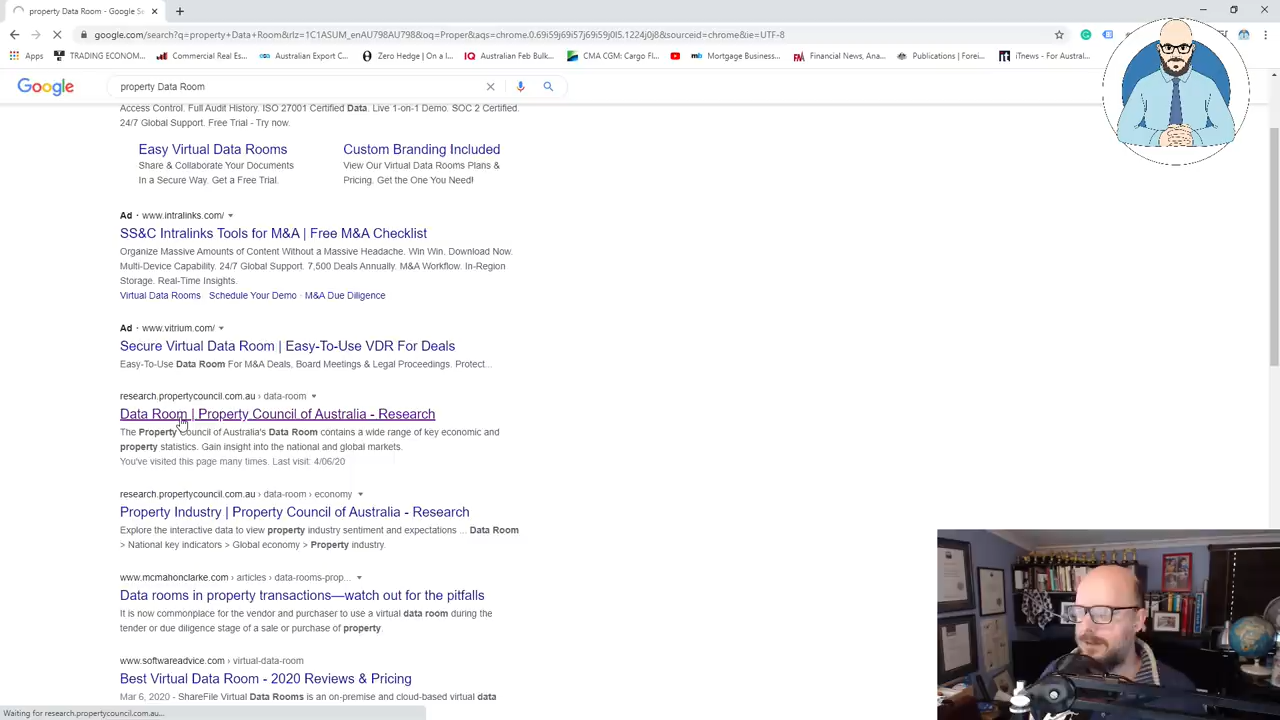 property Data Room - Google Se
google.com/search?q=property+Data+Room&rlz=1C1ASUM_enAU798AU798&oq=Proper&aqs=chrome.0.69i59j69i57j69i59j0l5.1224j0j8&sourceid=chrome&ie=UTF-8
Apps
TRADING ECONOM...
Commercial Real Es...
Australian Export C...
Zero Hedge | On a...
Australian Feb Bulk...
CMA CGM: Cargo Fl...
Mortgage Business...
Financial News, Ana...
Publications | Forei...
iTnews - For Austral...
Google
property Data Room
Access Control. Full Audit History. ISO 27001 Certified Data. Live 1-on-1 Demo. SOC 2 Certified.
24/7 Global Support. Free Trial - Try now.
Easy Virtual Data Rooms
Share & Collaborate Your Documents
In a Secure Way. Get a Free Trial.
Custom Branding Included
View Our Virtual Data Rooms Plans &
Pricing. Get the One You Need!
Ad · www.intralinks.com/
SS&C Intralinks Tools for M&A | Free M&A Checklist
Organize Massive Amounts of Content Without a Massive Headache. Win Win. Download Now.
Multi-Device Capability. 24/7 Global Support. 7,500 Deals Annually. M&A Workflow. In-Region
Storage. Real-Time Insights.
Virtual Data Rooms · Schedule Your Demo · M&A Due Diligence
Ad · www.vitrium.com/
Secure Virtual Data Room | Easy-To-Use VDR For Deals
Easy-To-Use Data Room For M&A Deals, Board Meetings & Legal Proceedings. Protect...
research.propertycouncil.com.au › data-room
Data Room | Property Council of Australia - Research
The Property Council of Australia's Data Room contains a wide range of key economic and
property statistics. Gain insight into the national and global markets.
You've visited this page many times. Last visit: 4/06/20
research.propertycouncil.com.au › data-room › economy
Property Industry | Property Council of Australia - Research
Explore the interactive data to view property industry sentiment and expectations ... Data Room
> National key indicators > Global economy > Property industry.
www.mcmahonclarke.com › articles › data-rooms-prop...
Data rooms in property transactions—watch out for the pitfalls
It is now commonplace for the vendor and purchaser to use a virtual data room during the
tender or due diligence stage of a sale or purchase of property.
www.softwareadvice.com › virtual-data-room
Best Virtual Data Room - 2020 Reviews & Pricing
Mar 6, 2020 - ShareFile Virtual Data Rooms is an on-premise and cloud-based virtual data
Waiting for research.propertycouncil.com.au...